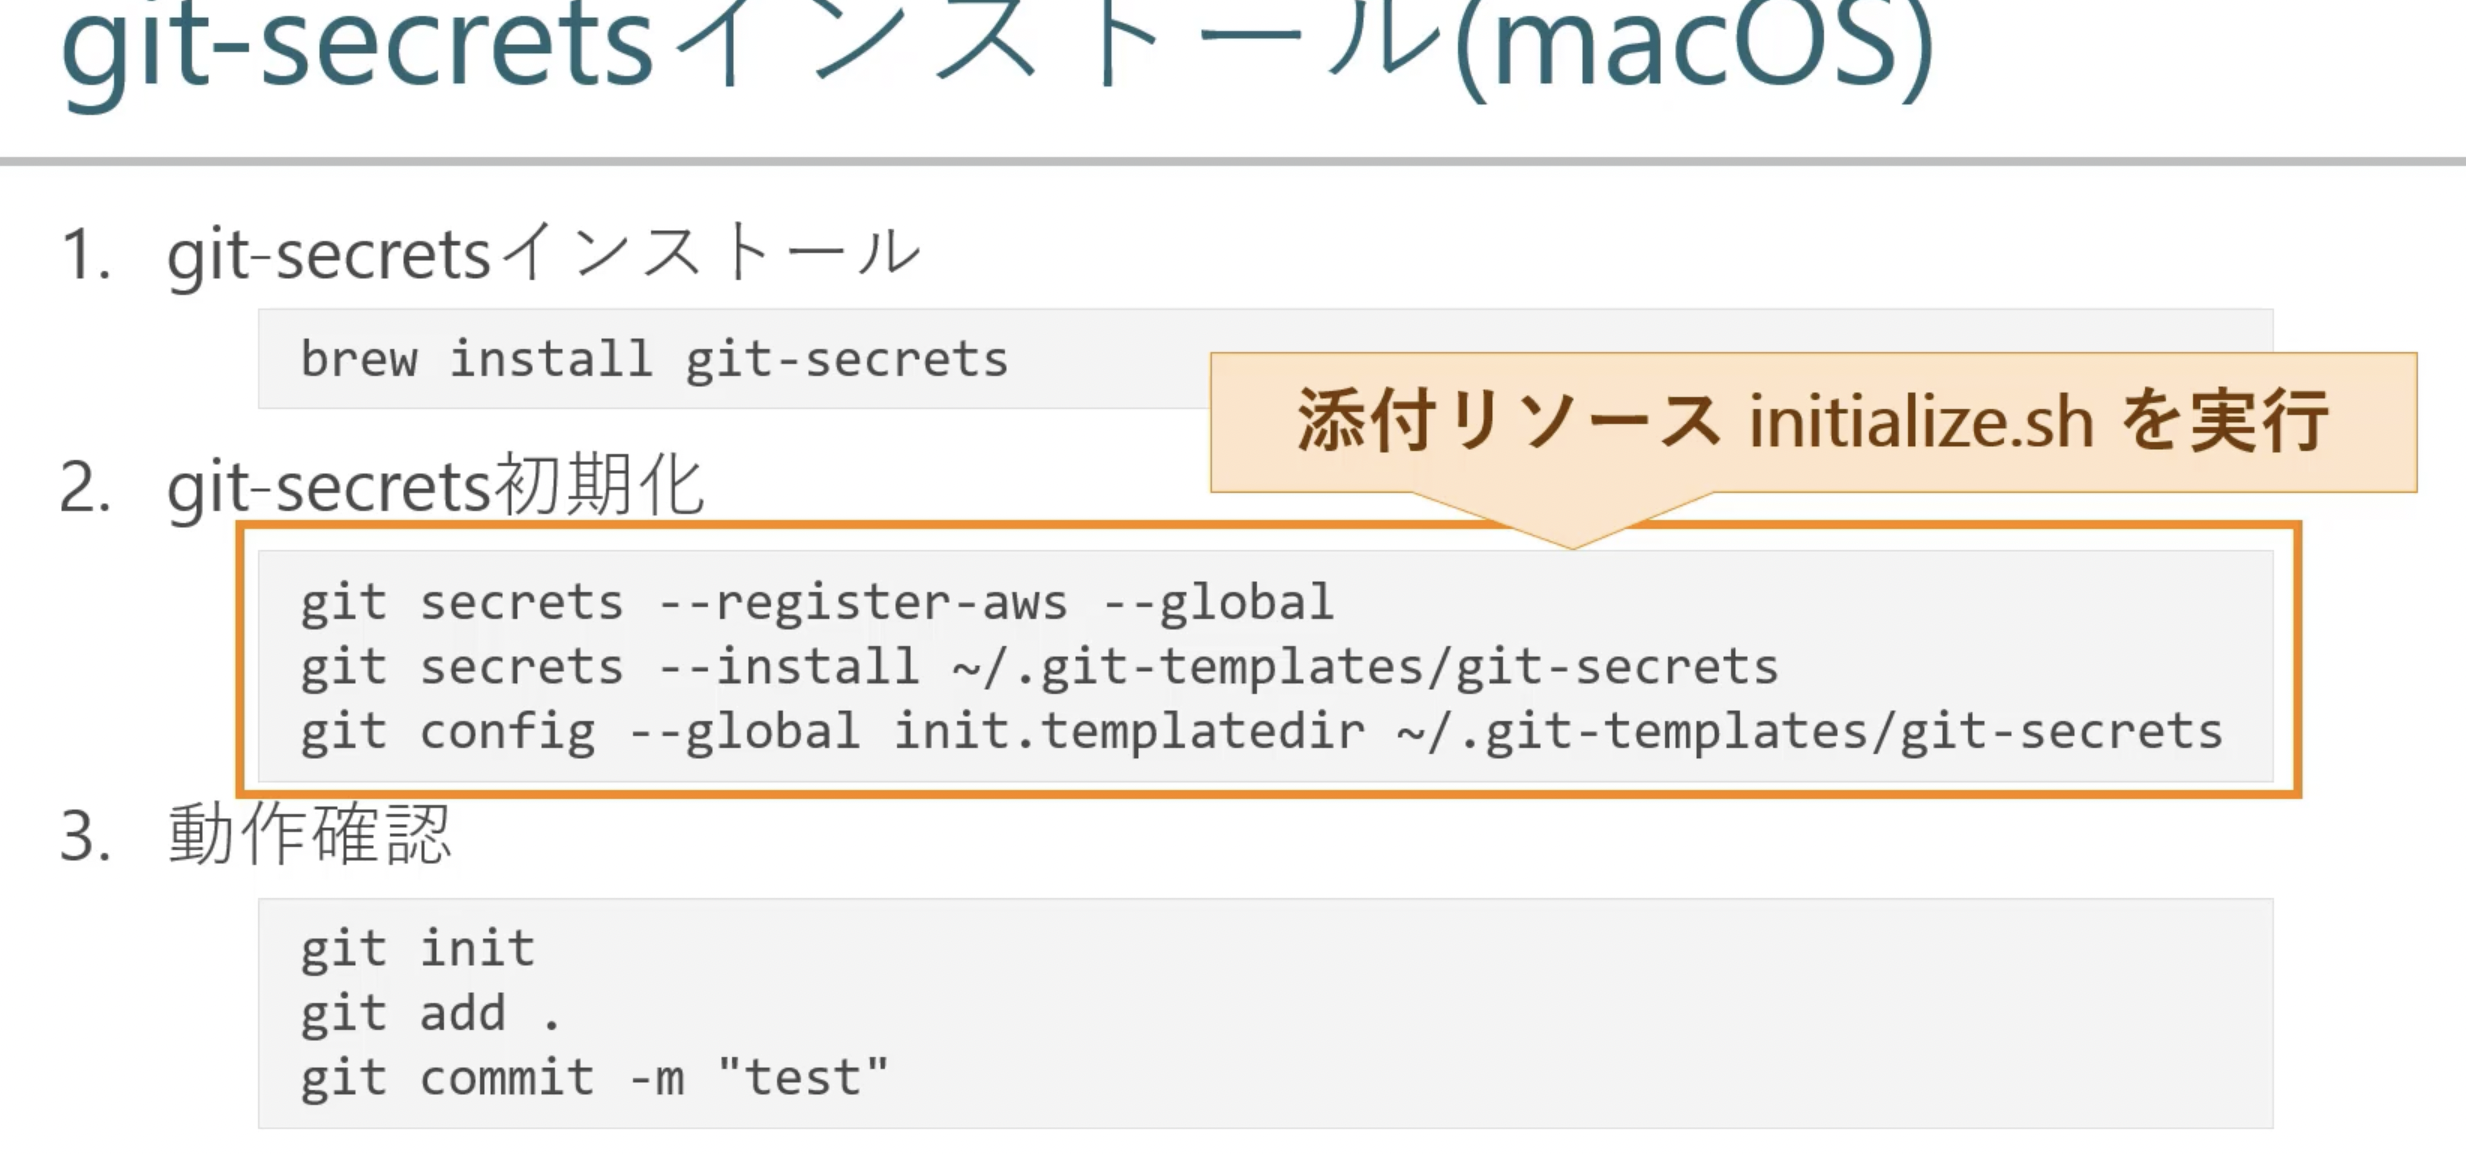 git-secretsインストール(macOS)
1. git-secretsインストール
brew install git-secrets
添付リソース initialize.sh を実行
2. git-secrets初期化
git secrets --register-aws --global
git secrets --install ~/.git-templates/git-secrets
git config --global init.templatedir ~/.git-templates/git-secrets
3. 動作確認
git init
git add .
git commit -m "test"